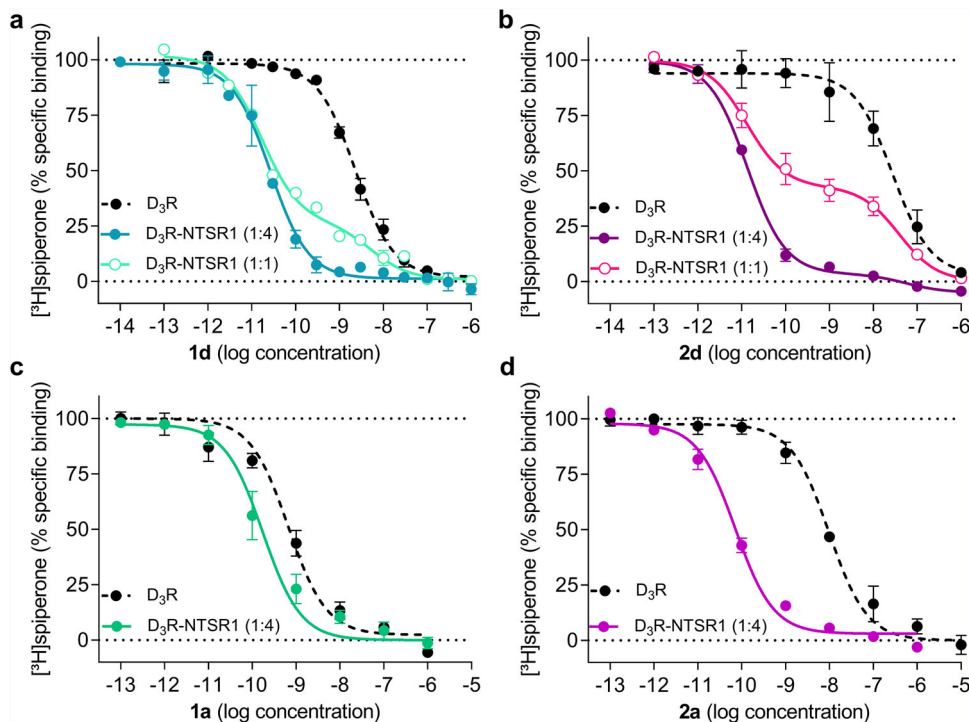 a
[³H]spiperone (% specific binding)
100
75
50
25
0
D₃R
D₃R-NTSR1 (1:4)
D₃R-NTSR1 (1:1)
-14 -13 -12 -11 -10 -9 -8 -7 -6
1d (log concentration)
b
[³H]spiperone (% specific binding)
100
75
50
25
0
D₃R
D₃R-NTSR1 (1:4)
D₃R-NTSR1 (1:1)
-14 -13 -12 -11 -10 -9 -8 -7 -6
2d (log concentration)
c
[³H]spiperone (% specific binding)
100
75
50
25
0
D₃R
D₃R-NTSR1 (1:4)
-13 -12 -11 -10 -9 -8 -7 -6 -5
1a (log concentration)
d
[³H]spiperone (% specific binding)
100
75
50
25
0
D₃R
D₃R-NTSR1 (1:4)
-13 -12 -11 -10 -9 -8 -7 -6 -5
2a (log concentration)